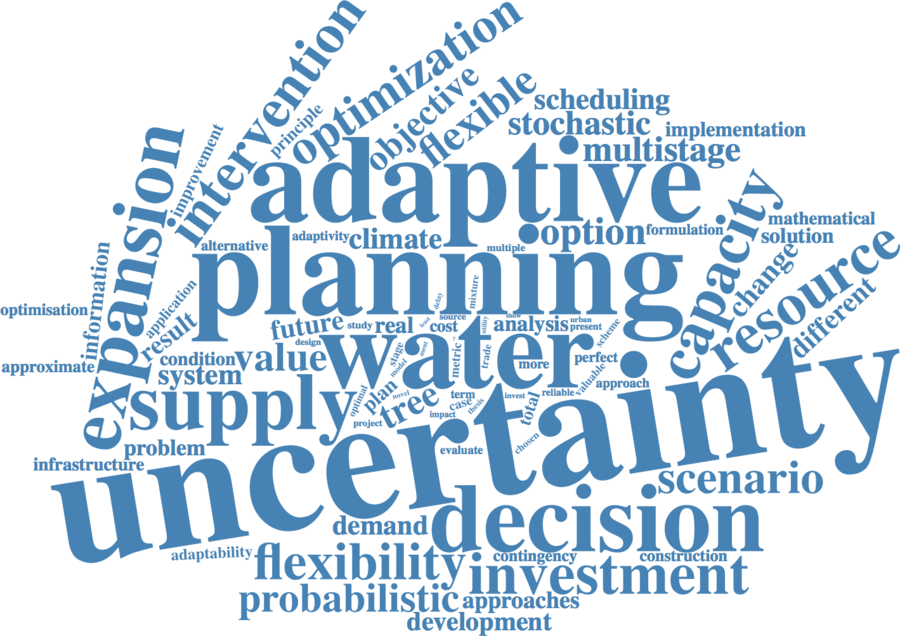 intervention
optimization
principle
objective
flexible
scheduling
stochastic
implementation
multistage
improvement
expansion
adaptive
capacity
mathematical
solution
option
formulation
adaptivity
climate
alternative
multiple
planning
change
resource
different
information
optimisation
application
result
approximate
mixture
delay
source
show
urban
present
future
study
real
cost
least
utility
analysis
scheme
design
condition
value
water
stage
most
model
metric
trade
more
perfect
valuable
approach
system
supply
optimal
plan
novel
tree
term
case
thesis
invest
reliable
total
impact
project
chosen
evaluate
problem
infrastructure
uncertainty
scenario
demand
decision
adaptability
flexibility
contingency
construction
investment
probabilistic
approaches
development